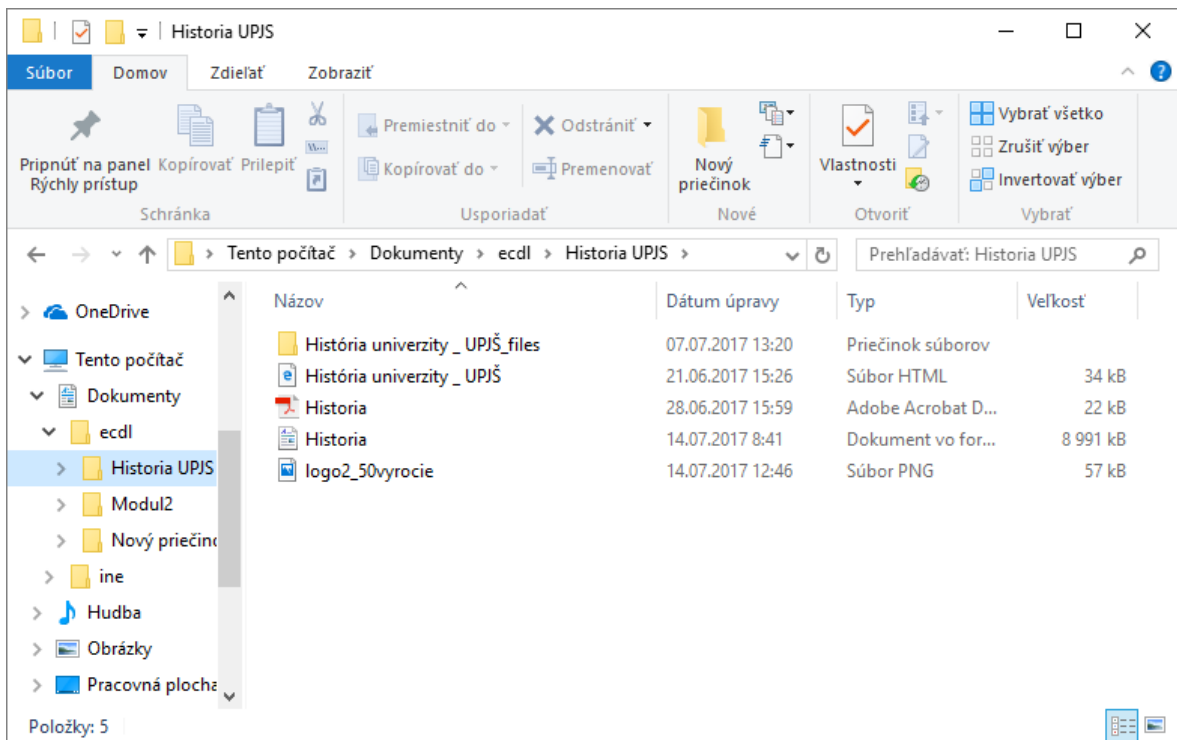 Historia UPJS
Súbor Domov Zdieľať Zobraziť
Pripnúť na panel Rýchly prístup
Kopírovať
Prilepiť
Schránka
Premiestniť do
Kopírovať do
Odstrániť
Premenovať
Usporiadať
Nový priečinok
Nové
Vlastnosti
Otvoriť
Vybrať všetko
Zrušiť výber
Invertovať výber
Vybrať
Tento počítač > Dokumenty > ecdl > Historia UPJS >
Prehľadávať: Historia UPJS
OneDrive
Tento počítač
Dokumenty
ecdl
Historia UPJS
Modul2
Nový priečino
ine
Hudba
Obrázky
Pracovná plocha
Názov Dátum úpravy Typ Veľkosť
História univerzity _ UPJŠ_files 07.07.2017 13:20 Priečinok súborov
História univerzity _ UPJŠ 21.06.2017 15:26 Súbor HTML 34 kB
Historia 28.06.2017 15:59 Adobe Acrobat D... 22 kB
Historia 14.07.2017 8:41 Dokument vo for... 8 991 kB
logo2_50vyrocie 14.07.2017 12:46 Súbor PNG 57 kB
Položky: 5